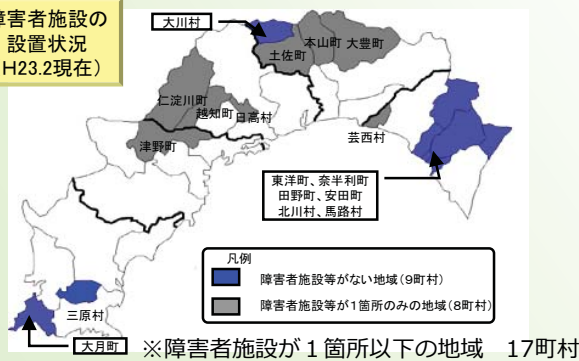 障害者施設の
設置状況
H23.2現在）
大川村
本山町
大豊町
土佐町
仁淀川町
越知町
日高村
津野町
芸西村
東洋町、奈半利町
田野町、安田町
北川村、馬路村
凡例
障害者施設等がない地域（9町村）
障害者施設等が1箇所のみの地域（8町村）
三原村
大月町
※障害者施設が１箇所以下の地域　17町村